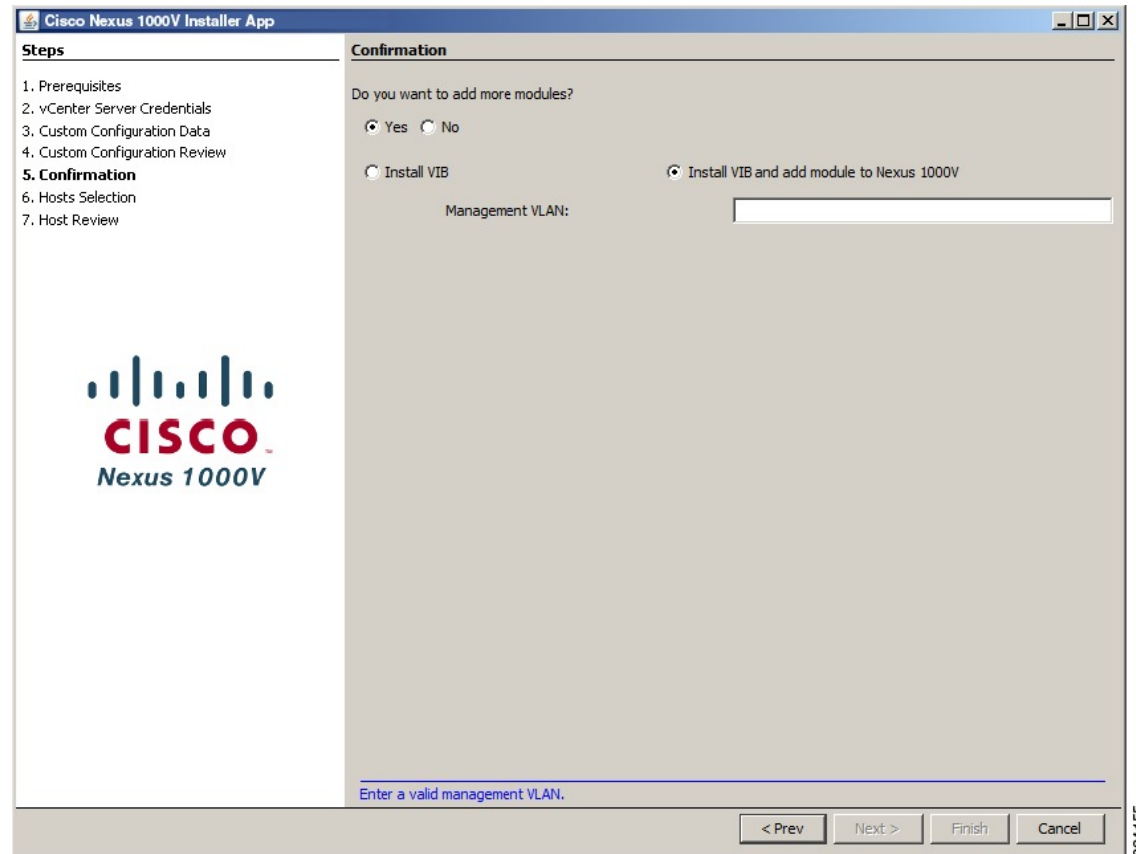 Cisco Nexus 1000V Installer App
Steps
1. Prerequisites
2. vCenter Server Credentials
3. Custom Configuration Data
4. Custom Configuration Review
5. Confirmation
6. Hosts Selection
7. Host Review
CISCO
Nexus 1000V
Confirmation
Do you want to add more modules?
Yes No
Install VIB Install VIB and add module to Nexus 1000V
Management VLAN:
Enter a valid management VLAN.
< Prev Next > Finish Cancel